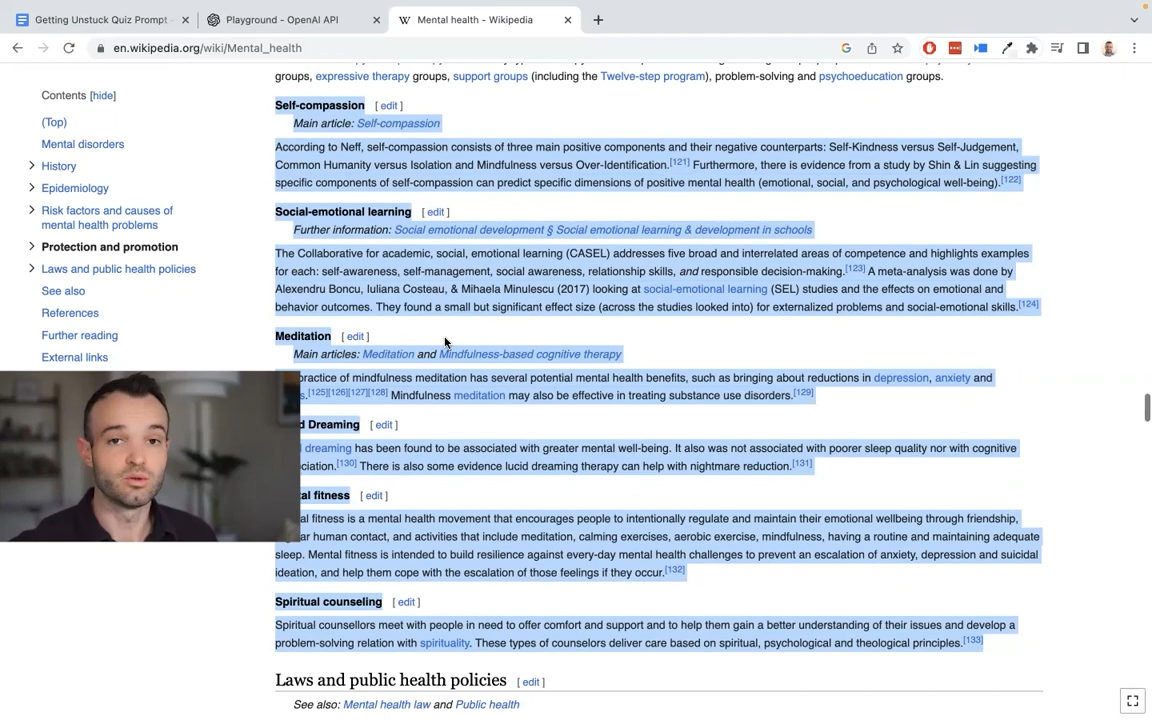 Getting Unstuck Quiz Prompt
Playground - OpenAI API
Mental health - Wikipedia
en.wikipedia.org/wiki/Mental_health
groups, expressive therapy groups, support groups (including the Twelve-step program), problem-solving and psychoeducation groups.
Contents [hide]
(Top)
Mental disorders
History
Epidemiology
Risk factors and causes of
mental health problems
Protection and promotion
Laws and public health policies
See also
References
Further reading
External links
Self-compassion [ edit ]
Main article: Self-compassion
According to Neff, self-compassion consists of three main positive components and their negative counterparts: Self-Kindness versus Self-Judgement,
Common Humanity versus Isolation and Mindfulness versus Over-Identification.[121] Furthermore, there is evidence from a study by Shin & Lin suggesting
specific components of self-compassion can predict specific dimensions of positive mental health (emotional, social, and psychological well-being).[122]
Social-emotional learning [ edit ]
Further information: Social emotional development § Social emotional learning & development in schools
The Collaborative for academic, social, emotional learning (CASEL) addresses five broad and interrelated areas of competence and highlights examples
for each: self-awareness, self-management, social awareness, relationship skills, and responsible decision-making.[123] A meta-analysis was done by
Alexendru Boncu, Iuliana Costeau, & Mihaela Minulescu (2017) looking at social-emotional learning (SEL) studies and the effects on emotional and
behavior outcomes. They found a small but significant effect size (across the studies looked into) for externalized problems and social-emotional skills.[124]
Meditation [ edit ]
Main articles: Meditation and Mindfulness-based cognitive therapy
practice of mindfulness meditation has several potential mental health benefits, such as bringing about reductions in depression, anxiety and
s.[125][126][127][128] Mindfulness meditation may also be effective in treating substance use disorders.[129]
d Dreaming [ edit ]
dreaming has been found to be associated with greater mental well-being. It also was not associated with poorer sleep quality nor with cognitive
ociation.[130] There is also some evidence lucid dreaming therapy can help with nightmare reduction.[131]
tal fitness [ edit ]
al fitness is a mental health movement that encourages people to intentionally regulate and maintain their emotional wellbeing through friendship,
ar human contact, and activities that include meditation, calming exercises, aerobic exercise, mindfulness, having a routine and maintaining adequate
sleep. Mental fitness is intended to build resilience against every-day mental health challenges to prevent an escalation of anxiety, depression and suicidal
ideation, and help them cope with the escalation of those feelings if they occur.[132]
Spiritual counseling [ edit ]
Spiritual counsellors meet with people in need to offer comfort and support and to help them gain a better understanding of their issues and develop a
problem-solving relation with spirituality. These types of counselors deliver care based on spiritual, psychological and theological principles.[133]
Laws and public health policies [ edit ]
See also: Mental health law and Public health